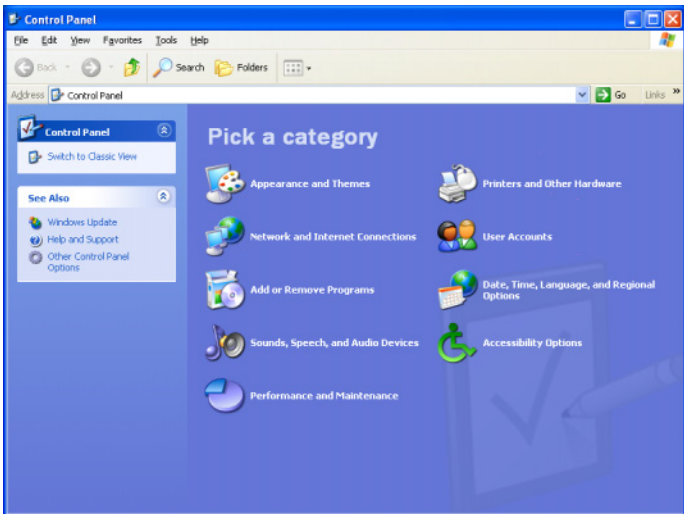 Control Panel
File Edit View Favorites Tools Help
Back Search Folders
Address Control Panel Go Links »
Control Panel
Switch to Classic View
See Also
Windows Update
Help and Support
Other Control Panel
Options
Pick a category
Appearance and Themes
Printers and Other Hardware
Network and Internet Connections
User Accounts
Add or Remove Programs
Date, Time, Language, and Regional
Options
Sounds, Speech, and Audio Devices
Accessibility Options
Performance and Maintenance